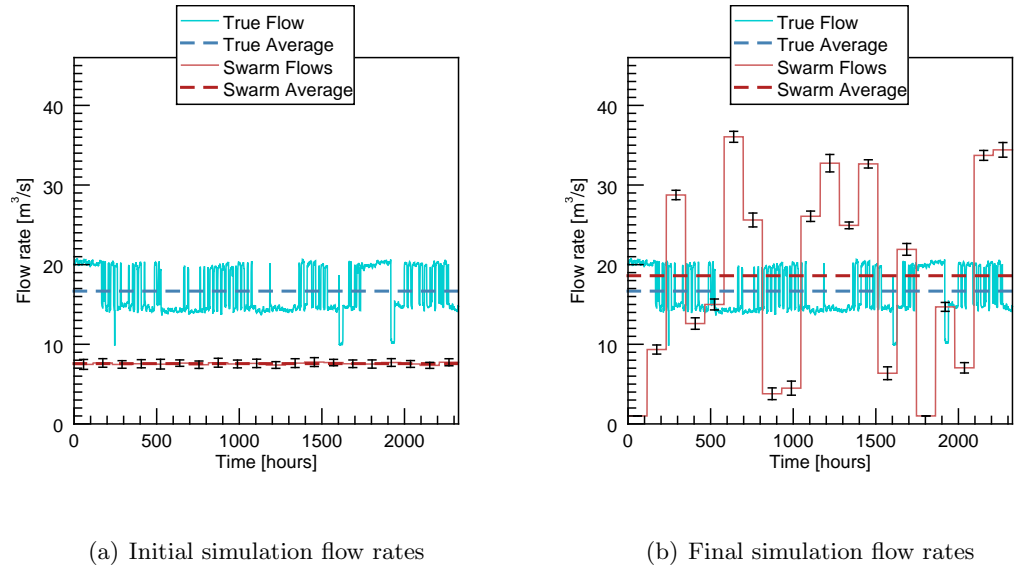 True Flow
True Average
Swarm Flows
Swarm Average
40
30
20
10
0
Flow rate [m³/s]
0 500 1000 1500 2000
Time [hours]
(a) Initial simulation flow rates
True Flow
True Average
Swarm Flows
Swarm Average
40
30
20
10
0
Flow rate [m³/s]
0 500 1000 1500 2000
Time [hours]
(b) Final simulation flow rates